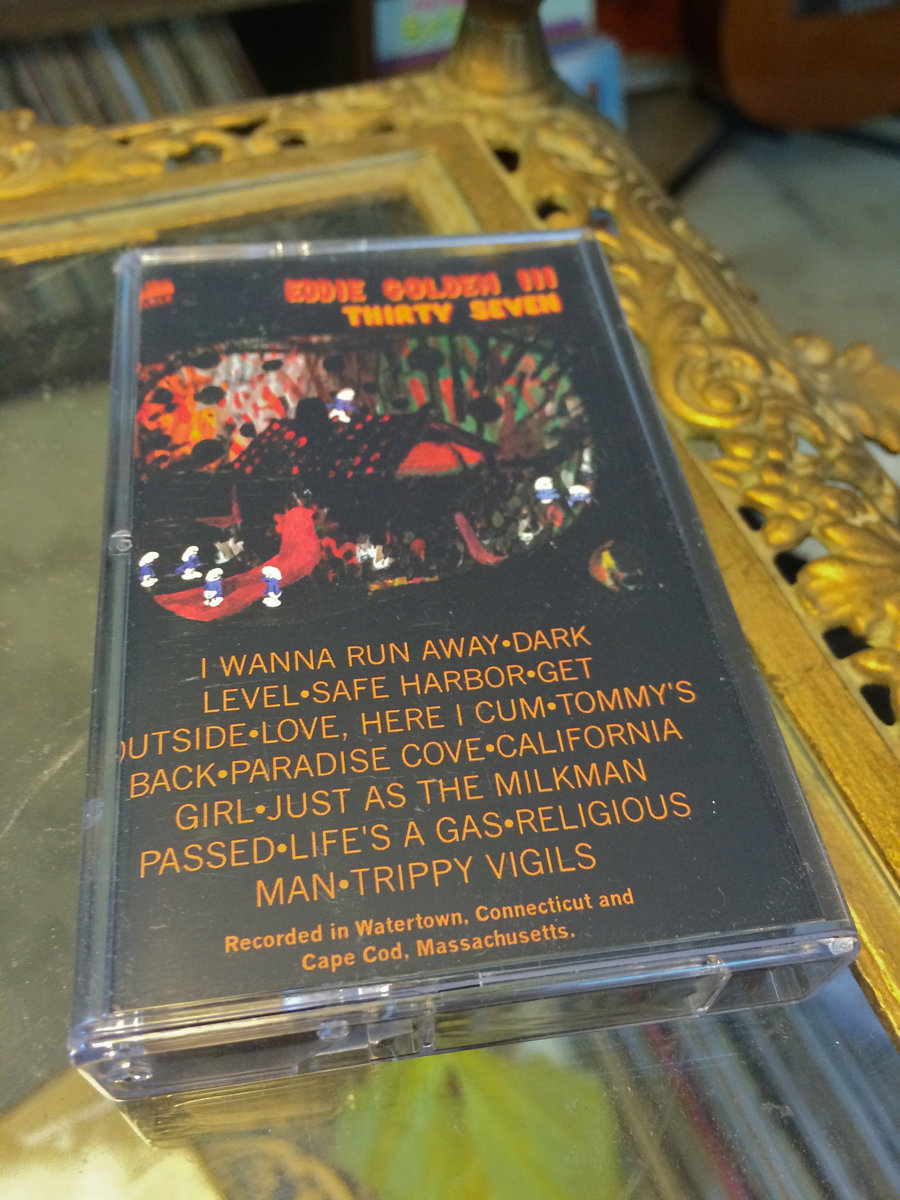 EDDIE GOLDEN III
THIRTY SEVEN
I WANNA RUN AWAY•DARK
LEVEL•SAFE HARBOR•GET
OUTSIDE•LOVE, HERE I CUM•TOMMY'S
BACK•PARADISE COVE•CALIFORNIA
GIRL•JUST AS THE MILKMAN
PASSED•LIFE'S A GAS•RELIGIOUS
MAN•TRIPPY VIGILS
Recorded in Watertown, Connecticut and
Cape Cod, Massachusetts.